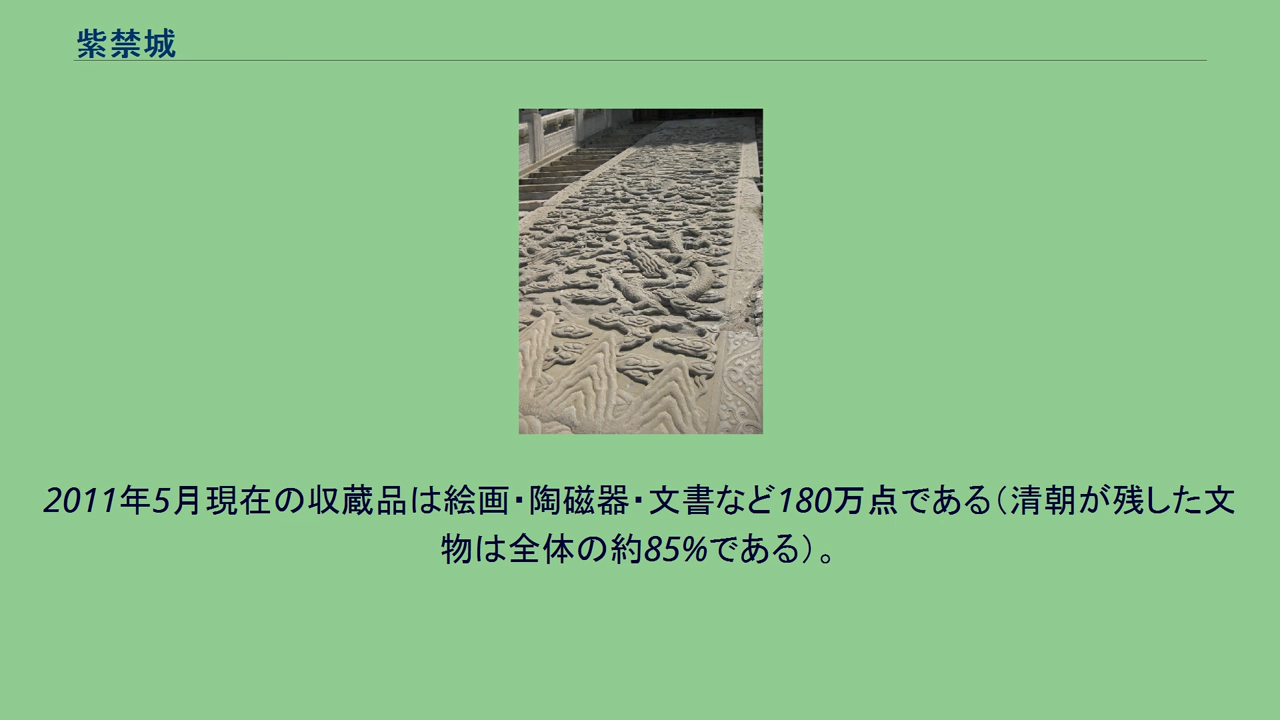 紫禁城
2011年5月現在の収蔵品は絵画・陶磁器・文書など180万点である（清朝が残した文
物は全体の約85%である）。